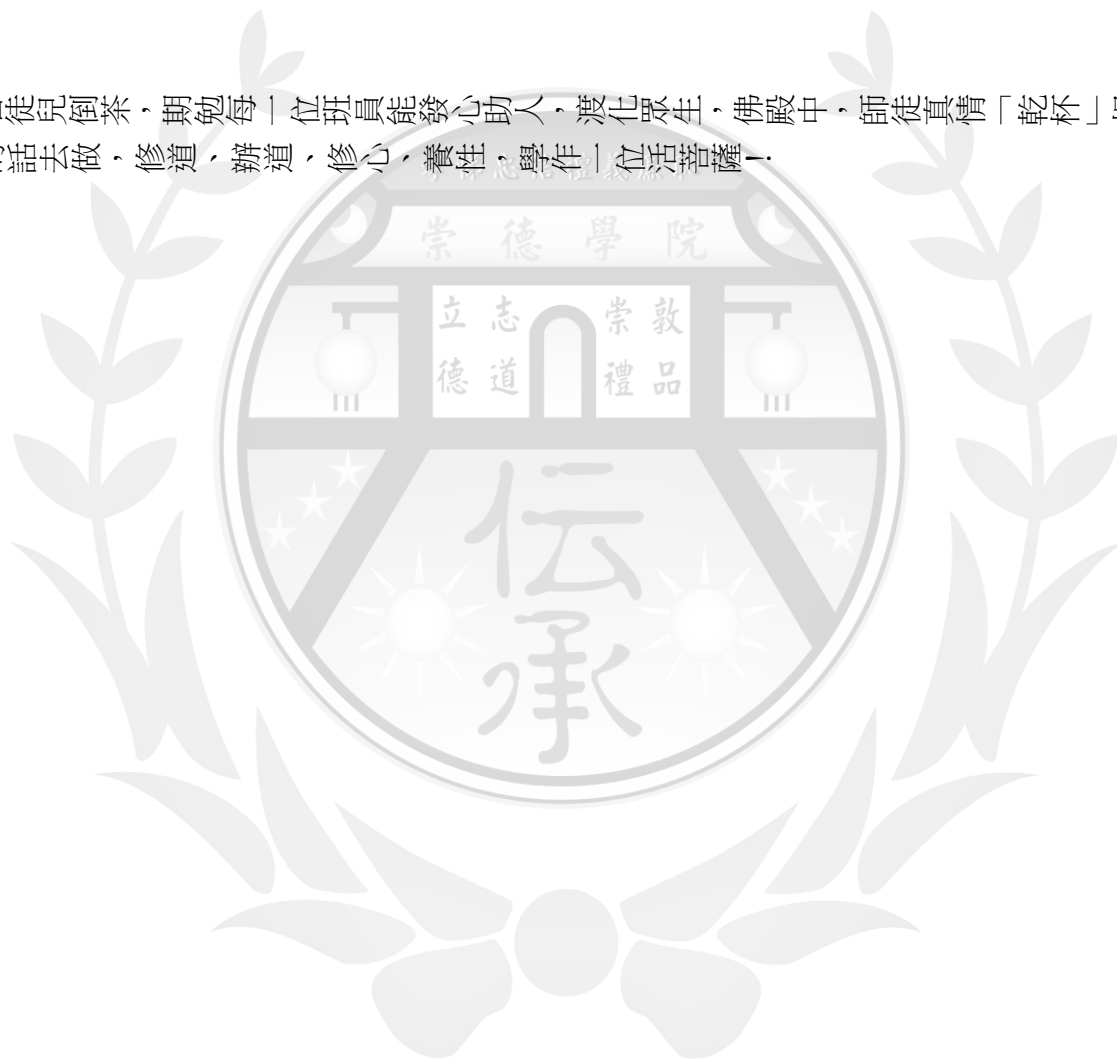 徒兒倒茶，期勉每一位班員能發心助人，渡化眾生，佛殿中，師徒真情「乾杯」
話去做，修道、辦道、修心、養性，學作一位活菩薩！
崇德學院
立志 崇敦
德道 禮品
伝承